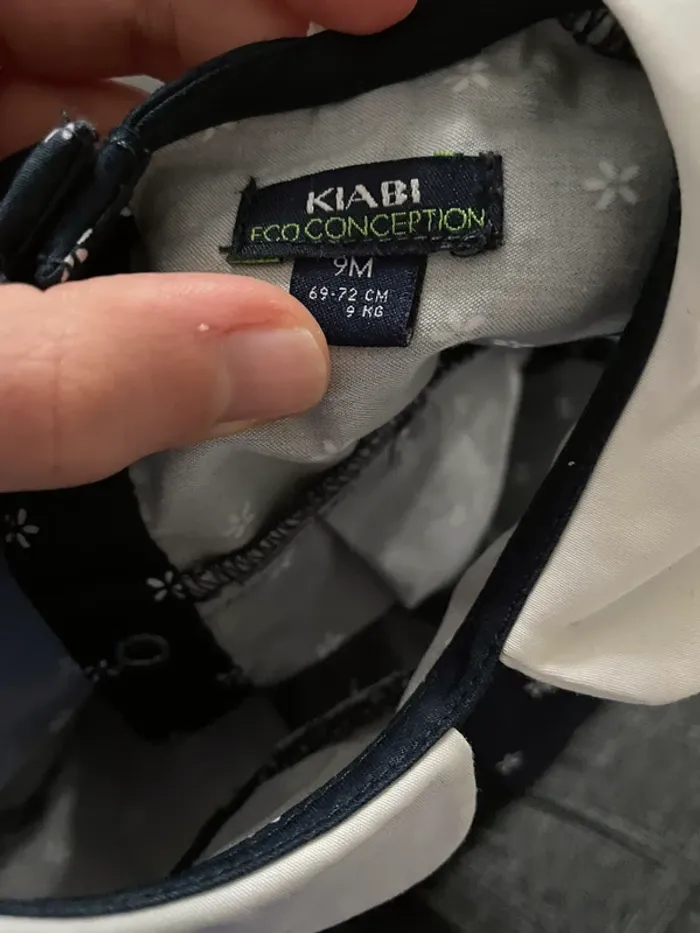 KIABI
ECO CONCEPTION
9M
69-72 CM
9 KG